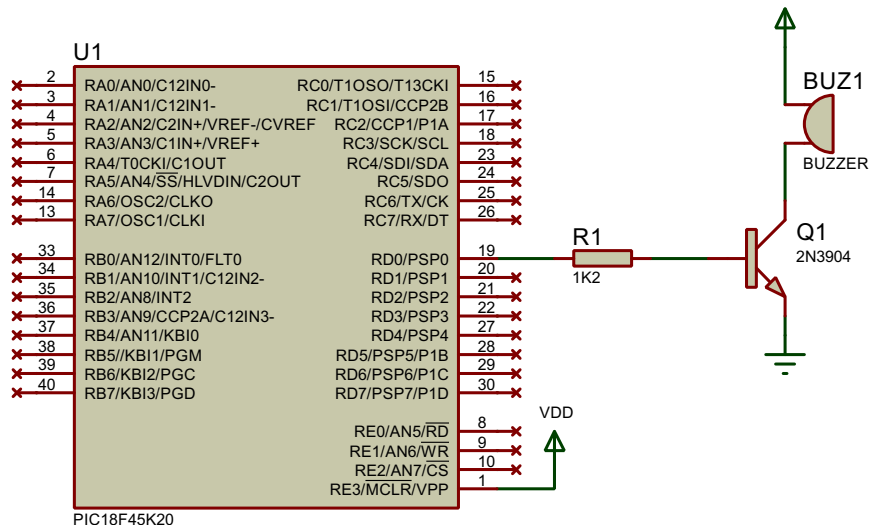 U1
2 RA0/AN0/C12IN0-
3 RA1/AN1/C12IN1-
4 RA2/AN2/C2IN+/VREF-/CVREF
5 RA3/AN3/C1IN+/VREF+
6 RA4/T0CKI/C1OUT
7 RA5/AN4/SS/HLVDIN/C2OUT
14 RA6/OSC2/CLKO
13 RA7/OSC1/CLKI
33 RB0/AN12/INT0/FLT0
34 RB1/AN10/INT1/C12IN2-
35 RB2/AN8/INT2
36 RB3/AN9/CCP2A/C12IN3-
37 RB4/AN11/KBI0
38 RB5//KBI1/PGM
39 RB6/KBI2/PGC
40 RB7/KBI3/PGD
RC0/T1OSO/T13CKI 15
RC1/T1OSI/CCP2B 16
RC2/CCP1/P1A 17
RC3/SCK/SCL 18
RC4/SDI/SDA 23
RC5/SDO 24
RC6/TX/CK 25
RC7/RX/DT 26
RD0/PSP0 19
RD1/PSP1 20
RD2/PSP2 21
RD3/PSP3 22
RD4/PSP4 27
RD5/PSP5/P1B 28
RD6/PSP6/P1C 29
RD7/PSP7/P1D 30
RE0/AN5/RD 8
RE1/AN6/WR 9
RE2/AN7/CS 10
RE3/MCLR/VPP 1
PIC18F45K20
VDD
R1
1K2
BUZ1
BUZZER
Q1
2N3904